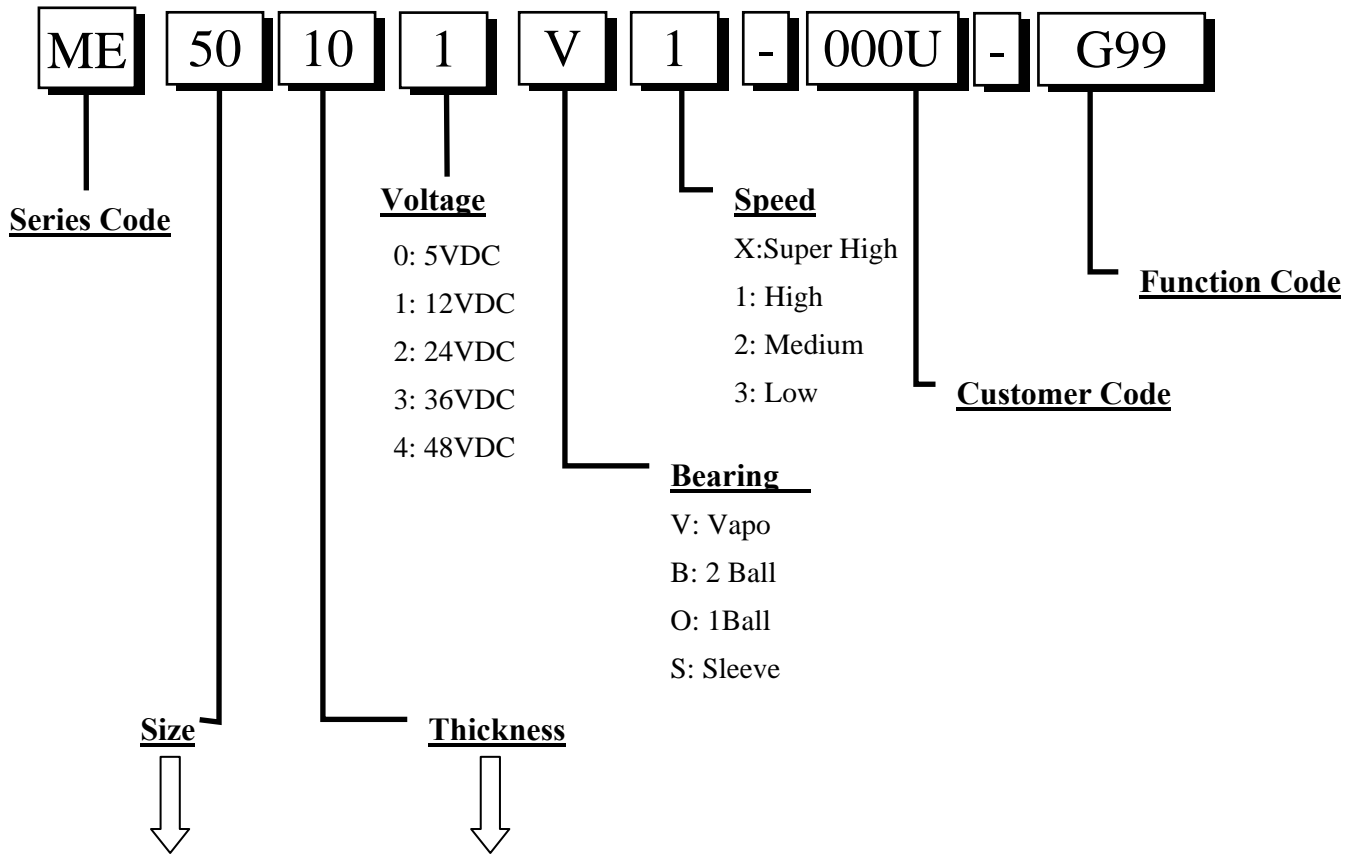 ME 50 10 1 V 1 - 000U - G99
Series Code
Voltage
0: 5VDC
1: 12VDC
2: 24VDC
3: 36VDC
4: 48VDC
Speed
X:Super High
1: High
2: Medium
3: Low
Function Code
Customer Code
Bearing
V: Vapo
B: 2 Ball
O: 1Ball
S: Sleeve
Size
Thickness